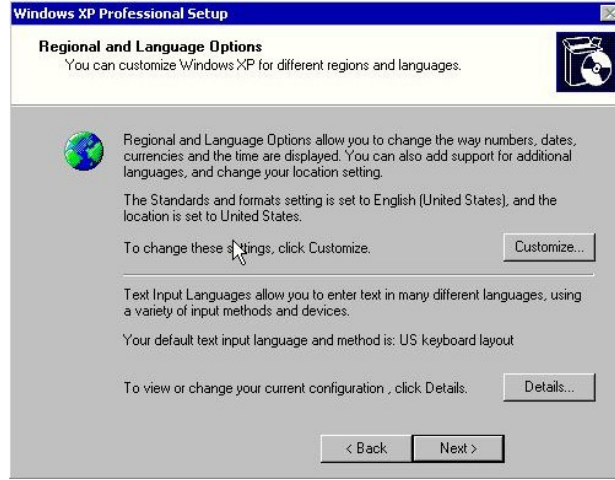 Windows XP Professional Setup
Regional and Language Options
You can customize Windows XP for different regions and languages.
Regional and Language Options allow you to change the way numbers, dates,
currencies and the time are displayed. You can also add support for additional
languages, and change your location setting.
The Standards and formats setting is set to English (United States), and the
location is set to United States.
To change these settings, click Customize.
Customize...
Text Input Languages allow you to enter text in many different languages, using
a variety of input methods and devices.
Your default text input language and method is: US keyboard layout
To view or change your current configuration , click Details.
Details...
< Back
Next >